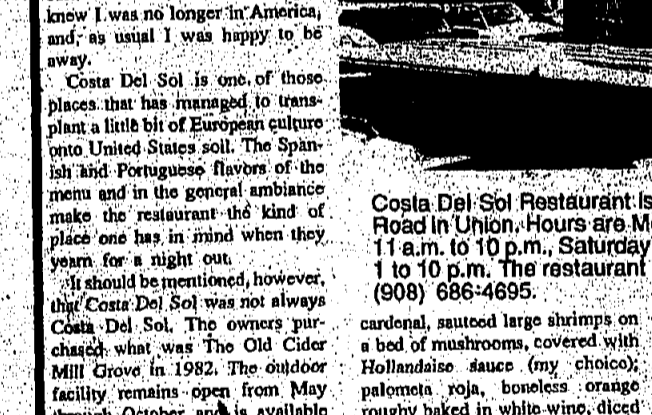 knew I was no longer in America,
and, as usual I was happy to be
away.
Costa Del Sol is one of those
places that has managed to trans-
plant a little bit of European culture
onto United States soil. The Span-
ish and Portuguese flavors of the
menu and in the general ambiance
make the restaurant the kind of
place one has in mind when they
yearn for a night out.
It should be mentioned, however,
that Costa Del Sol was not always
Costa Del Sol. The owners pur-
chased what was The Old Cider
Mill Grove in 1982. The outdoor
facility remains open from May
through October and is available
Costa Del Sol Restaurant is
Road in Union. Hours are M
11 a.m. to 10 p.m., Saturday
1 to 10 p.m. The restaurant
(908) 686-4695.
cardenal, sauteed large shrimps on
a bed of mushrooms, covered with
Hollandaise sauce (my choice);
palometa roja, boneless orange
roughy baked in white wine, diced